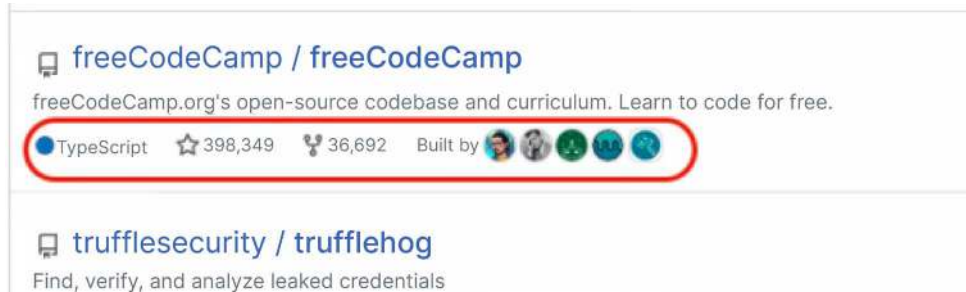 freeCodeCamp / freeCodeCamp
freeCodeCamp.org's open-source codebase and curriculum. Learn to code for free.
TypeScript 398,349 36,692 Built by
trufflesecurity / trufflehog
Find, verify, and analyze leaked credentials